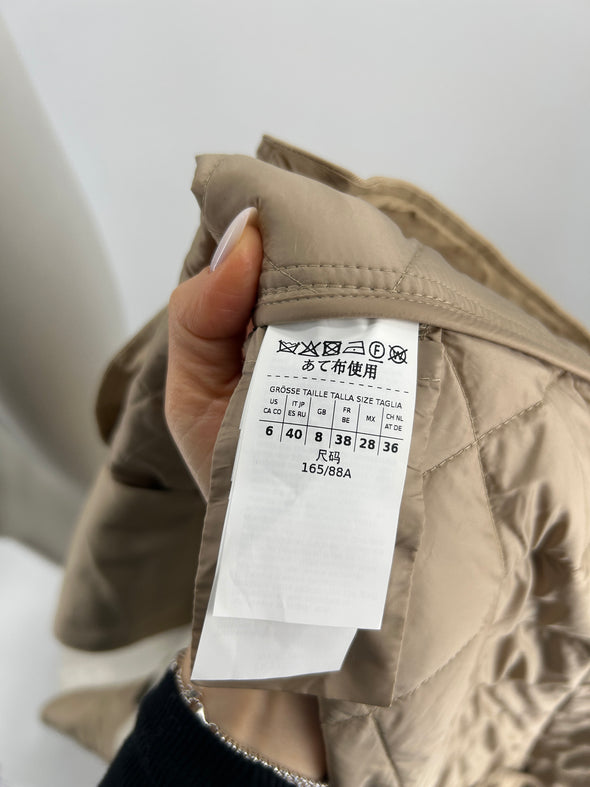 F
あて布使用
GRÖSSE TAILLE TALLA SIZE TAGLIA
US IT JP GB FR MX CH NL
CA CO ES RU BE AT DE
6 40 8 38 28 36
尺码
165/88A